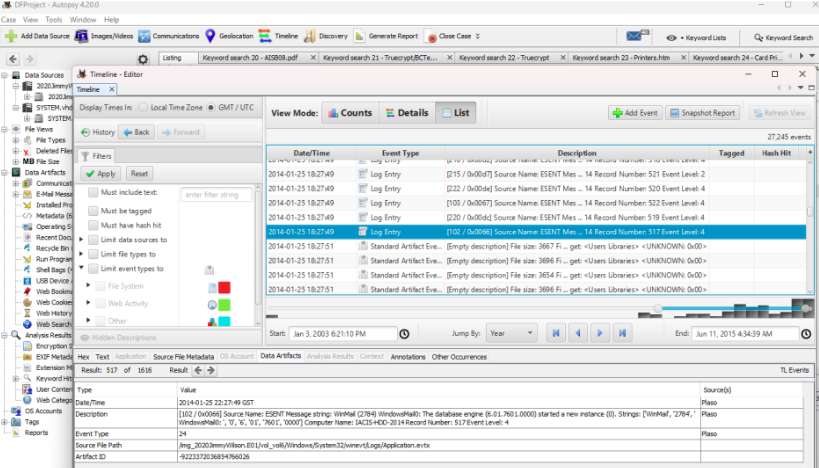 DFProject - Autopsy 4.20.0
Case View Tools Window Help
Add Data Source Images/Videos Communications Geolocation Timeline Discovery Generate Report Close Case Keyword Lists Keyword Search
Listing Keyword search 20 - AISB08.pdf Keyword search 21 - Truecrypt/BCTe... Keyword search 22 - Truecrypt Keyword search 23 - Printers.htm Keyword search 24 - Card Pri...
Data Sources
2020JimmyW
2020Jimm
SYSTEM.vhd
SYSTEM.
File Views
File Types
Deleted Files
MB File Size
Data Artifacts
Communicat
E-Mail Messa
Installed Pro
Metadata (6
Operating S
Recent Docu
Recycle Bin
Run Program
Shell Bags (
USB Device
Web Bookma
Web Cookies
Web History
Web Search
Analysis Results
Encryption S
EXIF Metada
Extension M
Keyword Hit
User Conten
Web Catego
OS Accounts
Tags
Reports
Timeline - Editor
Timeline
Display Times In: Local Time Zone GMT / UTC
History Back Forward
Filters
Apply Reset
Must include text: enter filter string
Must be tagged
Must have hash hit
Limit data sources to
Limit file types to
Limit event types to
File System
Web Activity
Other
Hidden Descriptions
View Mode: Counts Details List Add Event Snapshot Report Refresh View
27,245 events
Date/Time Event Type Description Tagged Hash Hit
2014-01-25 18:27:49 Log Entry
2014-01-25 18:27:49 Log Entry [215 / 0x00d7] Source Name: ESENT Mes ... 14 Record Number: 521 Event Level: 2
2014-01-25 18:27:49 Log Entry [222 / 0x00de] Source Name: ESENT Mes ... 14 Record Number: 520 Event Level: 4
2014-01-25 18:27:49 Log Entry [103 / 0x0067] Source Name: ESENT Mes ... 14 Record Number: 522 Event Level: 4
2014-01-25 18:27:49 Log Entry [220 / 0x00dc] Source Name: ESENT Mes ... 14 Record Number: 519 Event Level: 4
2014-01-25 18:27:49 Log Entry [102 / 0x0066] Source Name: ESENT Mes ... 14 Record Number: 517 Event Level: 4
2014-01-25 18:27:51 Standard Artifact Eve... [Empty description] File size: 3667 Fi ... get: <Users Libraries> <UNKNOWN: 0x00>
2014-01-25 18:27:51 Standard Artifact Eve... [Empty description] File size: 3696 Fi ... get: <Users Libraries> <UNKNOWN: 0x00>
2014-01-25 18:27:51 Standard Artifact Eve... [Empty description] File size: 3654 Fi ... get: <Users Libraries> <UNKNOWN: 0x00>
2014-01-25 18:27:51 Standard Artifact Eve... [Empty description] File size: 3695 Fi ... get: <Users Libraries> <UNKNOWN: 0x00>
Start: Jan 3, 2003 6:21:10 PM Jump By: Year End: Jun 11, 2015 4:34:39 AM
Hex Text Application Source File Metadata OS Account Data Artifacts Analysis Results Context Annotations Other Occurrences
Result: 517 of 1616 Result TL Events
Type Value Source(s)
Date/Time 2014-01-25 22:27:49 GST Plaso
Description [102 / 0x0066] Source Name: ESENT Message string: WinMail (2784) WindowsMail0: The database engine (6.01.7601.0000) started a new instance (0). Strings: ['WinMail', '2784,' ' Plaso
WindowsMail0: ', '0', '6', '01', '7601', '0000'] Computer Name: IACIS-HDD-2014 Record Number: 517 Event Level: 4
Event Type 24 Plaso
Source File Path /img_2020JimmyWilson.E01/vol_vol6/Windows/System32/winevt/Logs/Application.evtx
Artifact ID -9223372036854766026